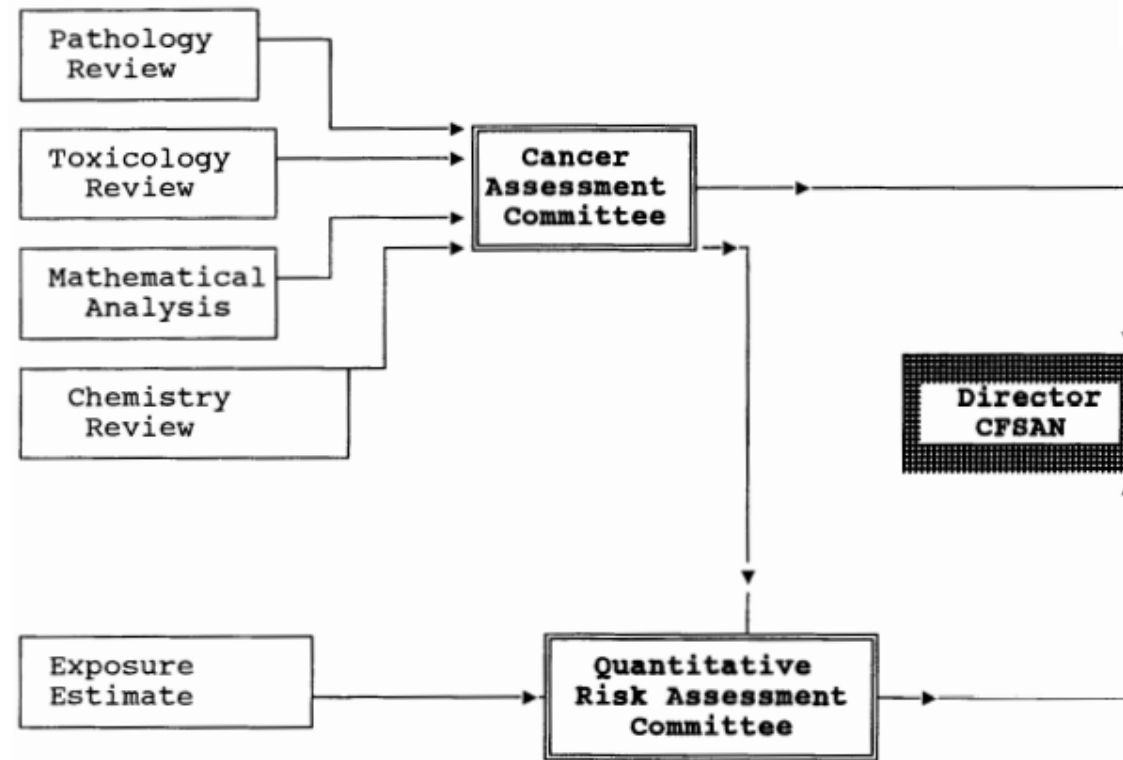 Pathology
Review
Toxicology
Review
Mathematical
Analysis
Chemistry
Review
Cancer
Assessment
Committee
Director
CFSAN
Exposure
Estimate
Quantitative
Risk Assessment
Committee